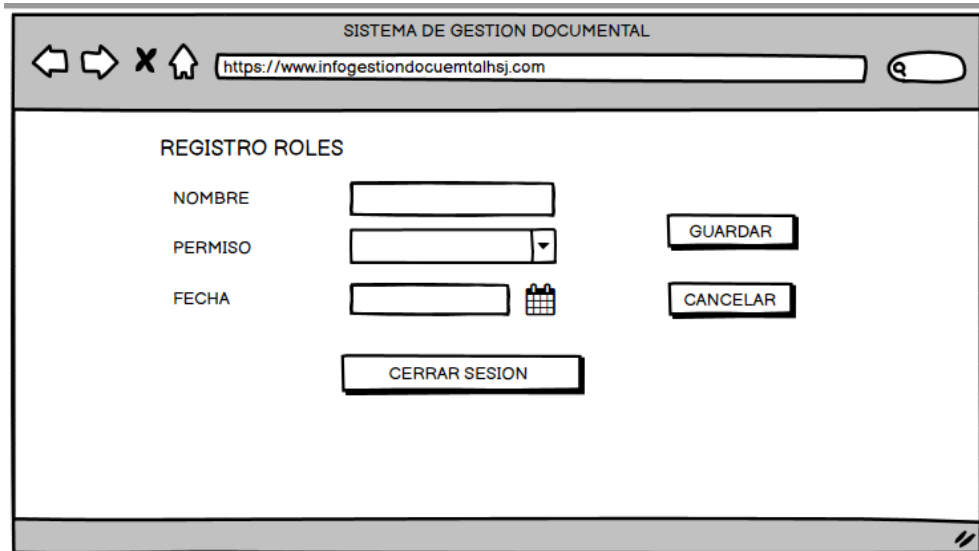 SISTEMA DE GESTION DOCUMENTAL
https://www.infogestiondocuemtalhsj.com
REGISTRO ROLES
NOMBRE
PERMISO
GUARDAR
FECHA
CANCELAR
CERRAR SESION